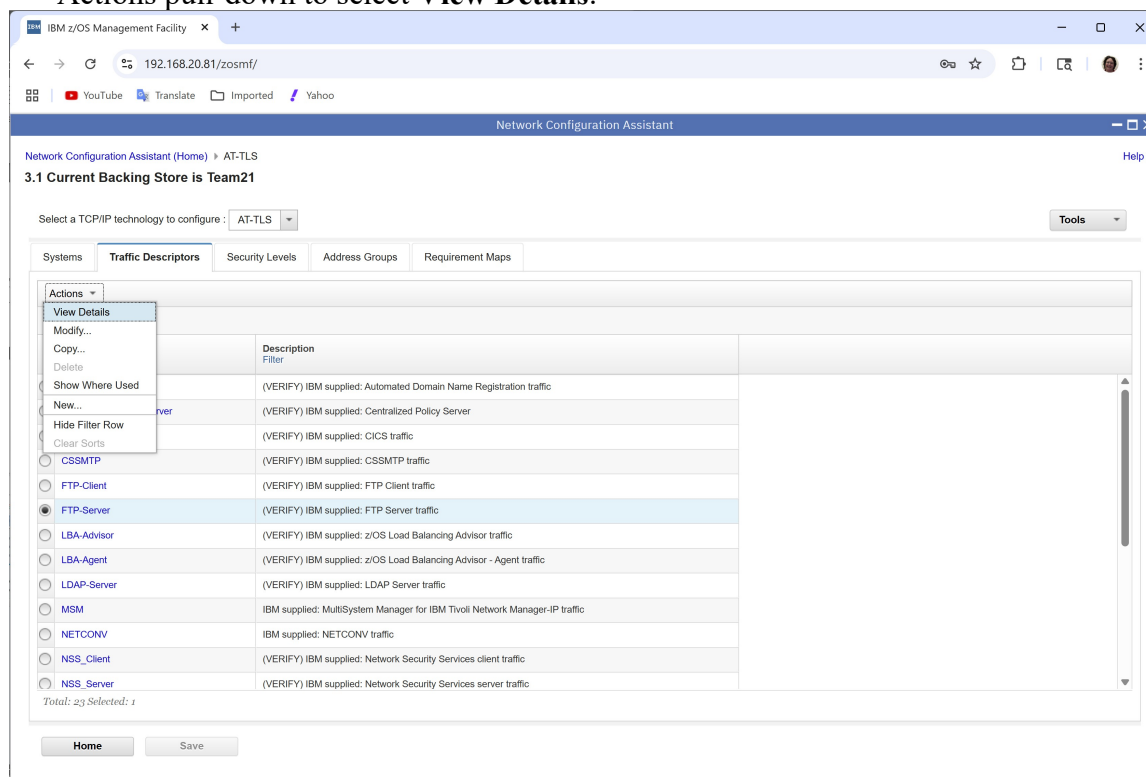 Actions pull-down to select View Details.
IBM IBM z/OS Management Facility
192.168.20.81/zosmf/
YouTube Translate Imported Yahoo
Network Configuration Assistant
Network Configuration Assistant (Home) AT-TLS Help
3.1 Current Backing Store is Team21
Select a TCP/IP technology to configure : AT-TLS Tools
Systems Traffic Descriptors Security Levels Address Groups Requirement Maps
Actions
View Details
Modify...
Copy...
Delete
Show Where Used
New...
Hide Filter Row
Clear Sorts
Description
Filter
(VERIFY) IBM supplied: Automated Domain Name Registration traffic
rver (VERIFY) IBM supplied: Centralized Policy Server
(VERIFY) IBM supplied: CICS traffic
CSSMTP (VERIFY) IBM supplied: CSSMTP traffic
FTP-Client (VERIFY) IBM supplied: FTP Client traffic
FTP-Server (VERIFY) IBM supplied: FTP Server traffic
LBA-Advisor (VERIFY) IBM supplied: z/OS Load Balancing Advisor traffic
LBA-Agent (VERIFY) IBM supplied: z/OS Load Balancing Advisor - Agent traffic
LDAP-Server (VERIFY) IBM supplied: LDAP Server traffic
MSM IBM supplied: MultiSystem Manager for IBM Tivoli Network Manager-IP traffic
NETCONV IBM supplied: NETCONV traffic
NSS_Client (VERIFY) IBM supplied: Network Security Services client traffic
NSS_Server (VERIFY) IBM supplied: Network Security Services server traffic
Total: 23 Selected: 1
Home Save